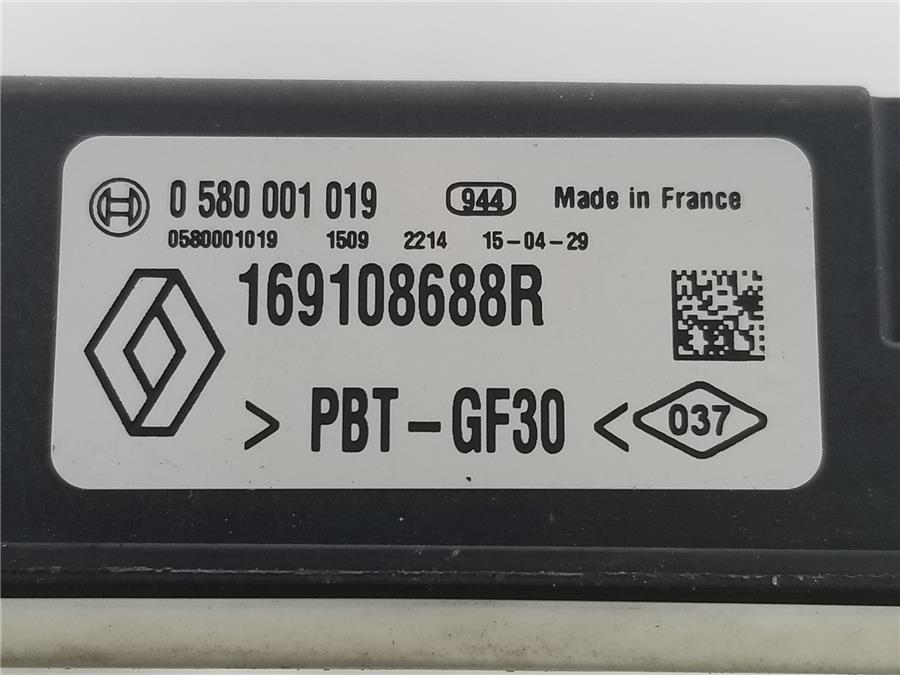 0 580 001 019 944 Made in France
0580001019 1509 2214 15-04-29
169108688R
> PBT-GF30 < 037